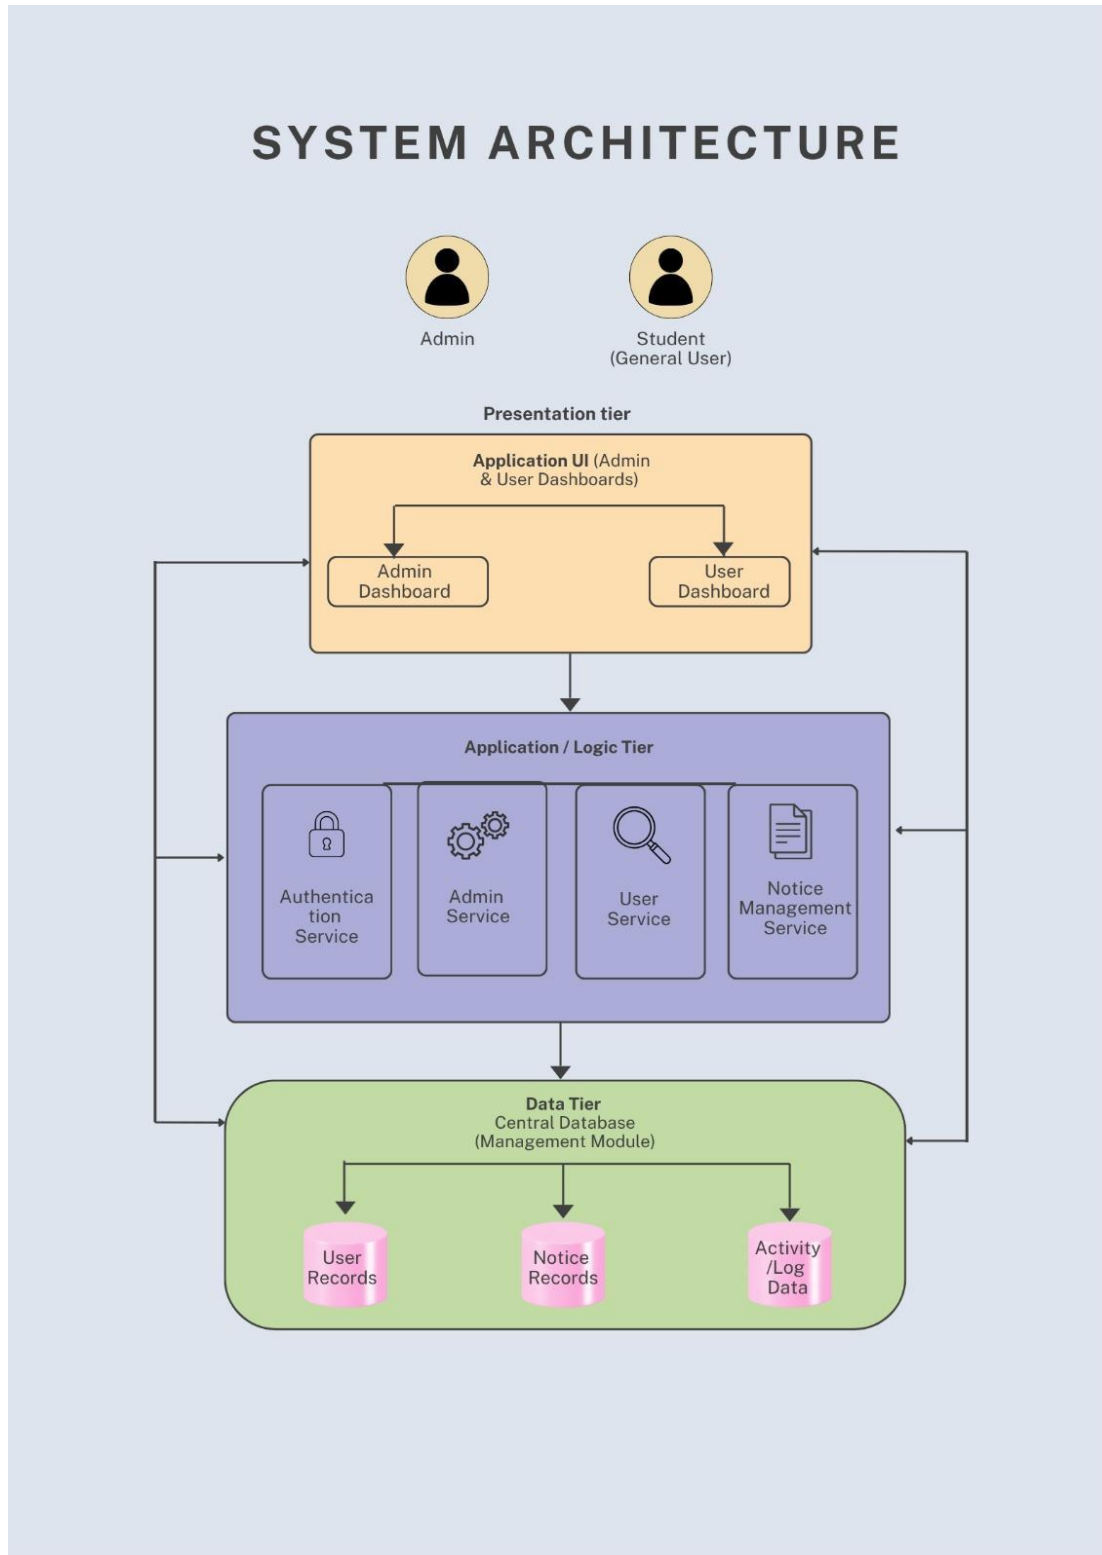 SYSTEM ARCHITECTURE
Admin
Student
(General User)
Presentation tier
Application UI (Admin
& User Dashboards)
Admin
Dashboard
User
Dashboard
Application / Logic Tier
Authentica
tion
Service
Admin
Service
User
Service
Notice
Management
Service
Data Tier
Central Database
(Management Module)
User
Records
Notice
Records
Activity
/Log
Data